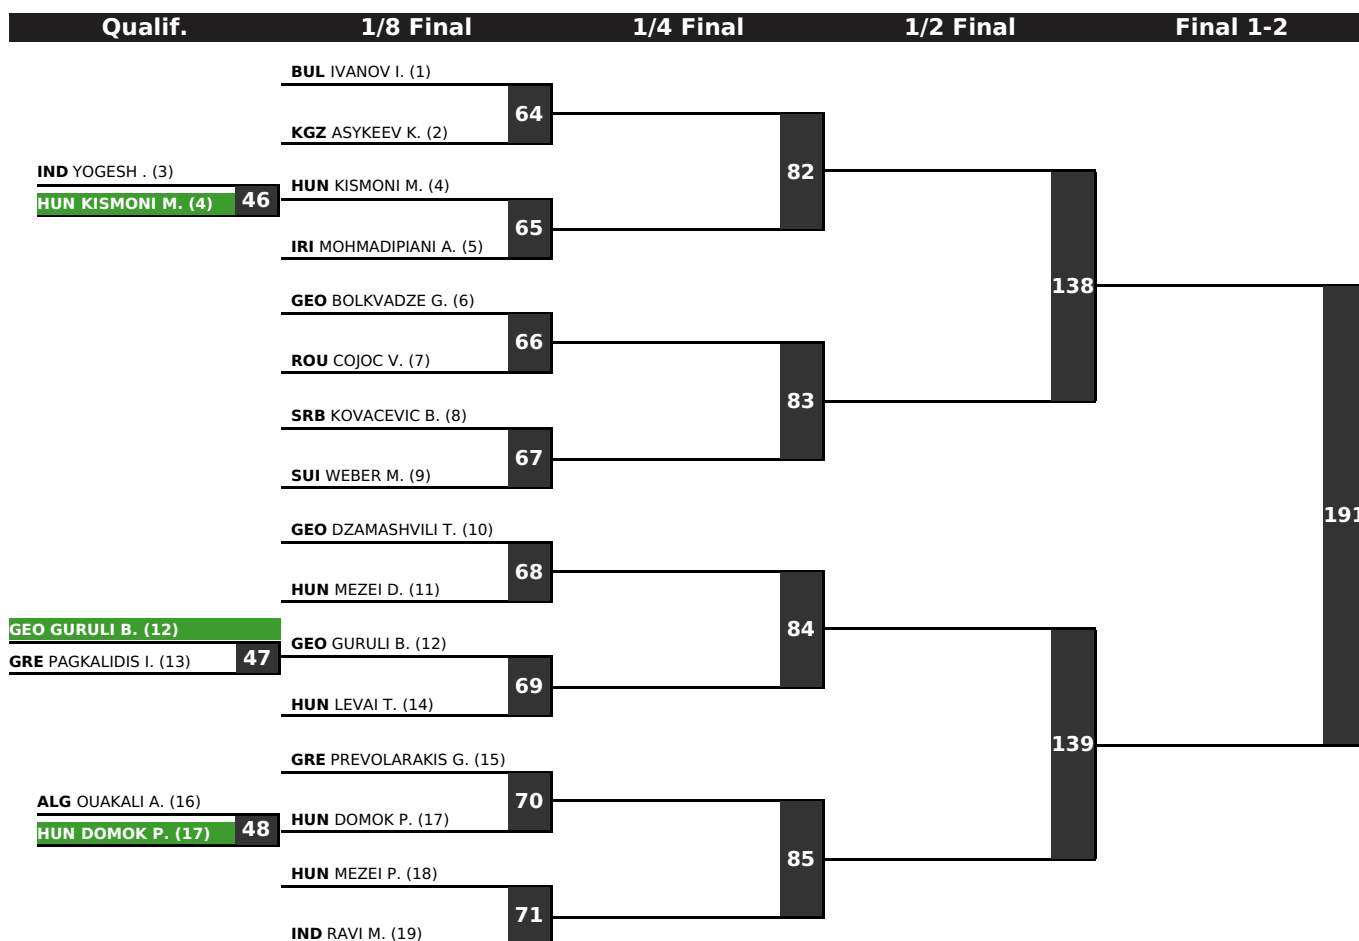 Qualif. 1/8 Final 1/4 Final 1/2 Final Final 1-2
BUL IVANOV I. (1)
64
KGZ ASYKEEV K. (2)
82
IND YOGESH . (3)
HUN KISMONI M. (4)
46
HUN KISMONI M. (4)
65
IRI MOHMADIPIANI A. (5)
138
GEO BOLKVADZE G. (6)
66
ROU COJOC V. (7)
83
SRB KOVACEVIC B. (8)
67
SUI WEBER M. (9)
191
GEO DZAMASHVILI T. (10)
68
HUN MEZEI D. (11)
84
GEO GURULI B. (12)
47
GRE PAGKALIDIS I. (13)
GEO GURULI B. (12)
69
HUN LEVAI T. (14)
139
GRE PREVOLARAKIS G. (15)
70
ALG OUAKALI A. (16)
HUN DOMOK P. (17)
48
HUN DOMOK P. (17)
85
HUN MEZEI P. (18)
71
IND RAVI M. (19)